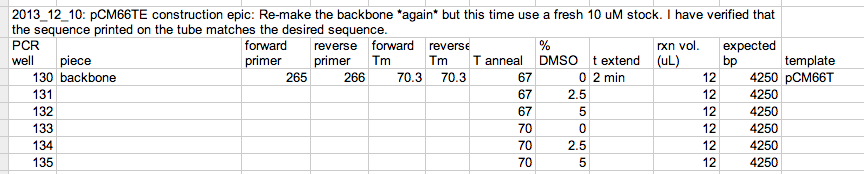 2013_12_10: pCM66TE construction epic: Re-make the backbone *again* but this time use a fresh 10 uM stock. I have verified that
the sequence printed on the tube matches the desired sequence.
PCR forward reverse forward reverse % rxn vol. expected
well piece primer primer Tm Tm T anneal DMSO t extend (uL) bp template
130 backbone 265 266 70.3 70.3 67 0 2 min 12 4250 pCM66T
131 67 2.5 12 4250
132 67 5 12 4250
133 70 0 12 4250
134 70 2.5 12 4250
135 70 5 12 4250